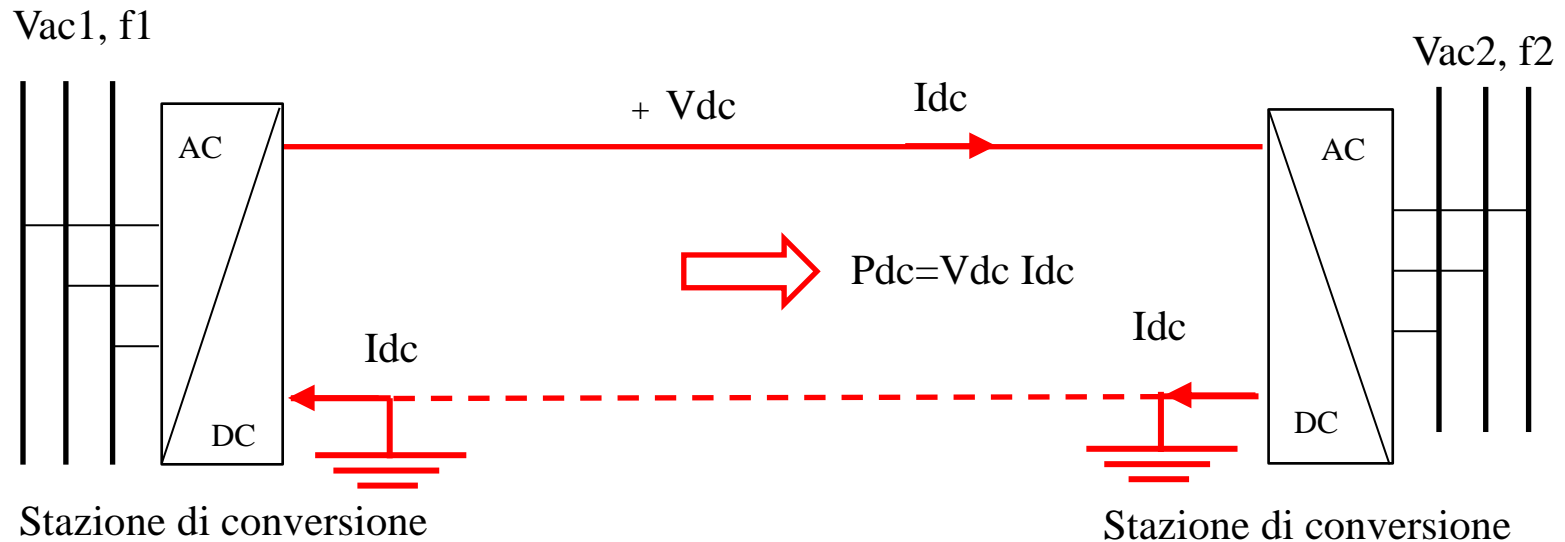 Vac1, f1
Vac2, f2
+ Vdc
Idc
AC
AC
Pdc=Vdc Idc
Idc
Idc
DC
DC
Stazione di conversione
Stazione di conversione